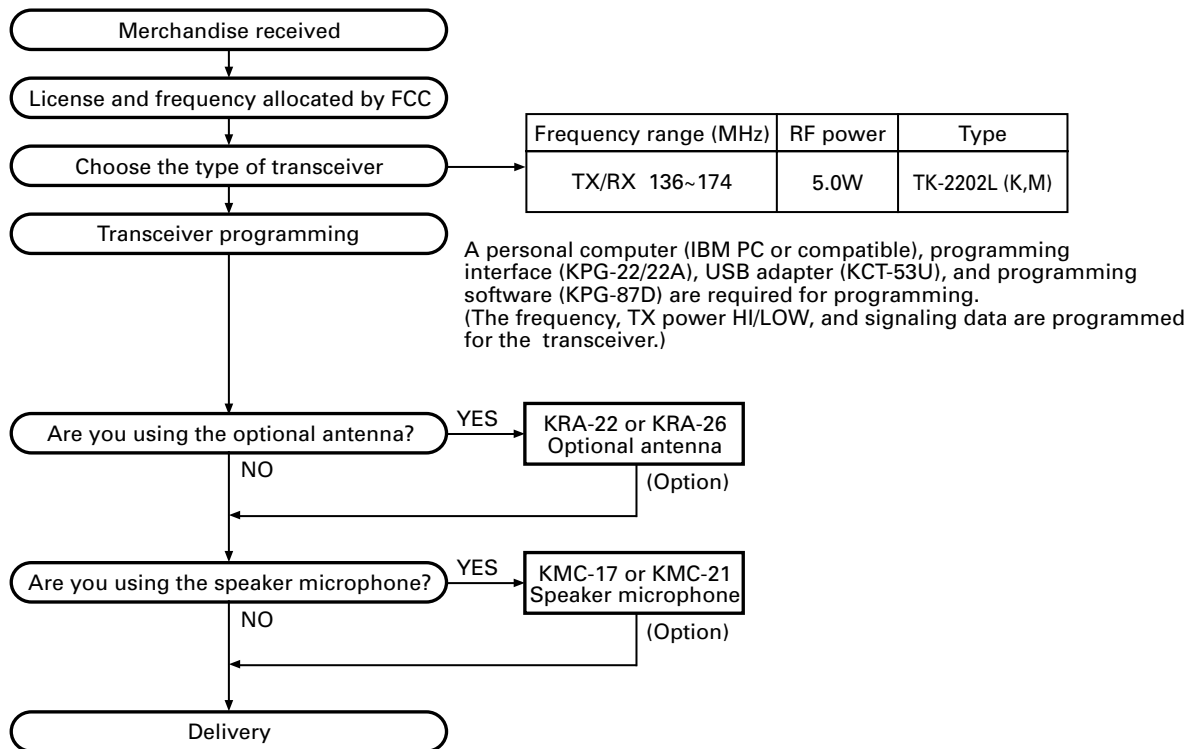 Merchandise received
License and frequency allocated by FCC
Choose the type of transceiver
Frequency range (MHz) RF power Type
TX/RX 136~174 5.0W TK-2202L (K,M)
Transceiver programming
A personal computer (IBM PC or compatible), programming
interface (KPG-22/22A), USB adapter (KCT-53U), and programming
software (KPG-87D) are required for programming.
(The frequency, TX power HI/LOW, and signaling data are programmed
for the transceiver.)
Are you using the optional antenna?
YES
KRA-22 or KRA-26
Optional antenna
NO
(Option)
Are you using the speaker microphone?
YES
KMC-17 or KMC-21
Speaker microphone
NO
(Option)
Delivery